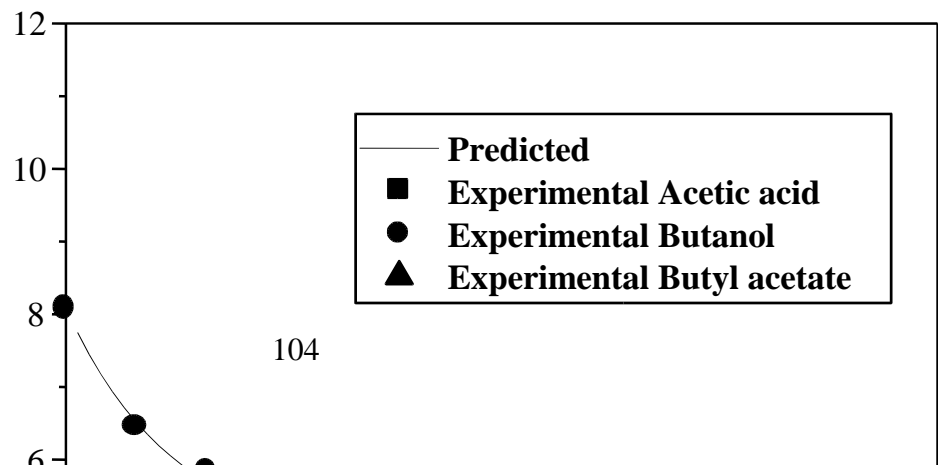 12
10
Predicted
Experimental Acetic acid
Experimental Butanol
Experimental Butyl acetate
8
104
6